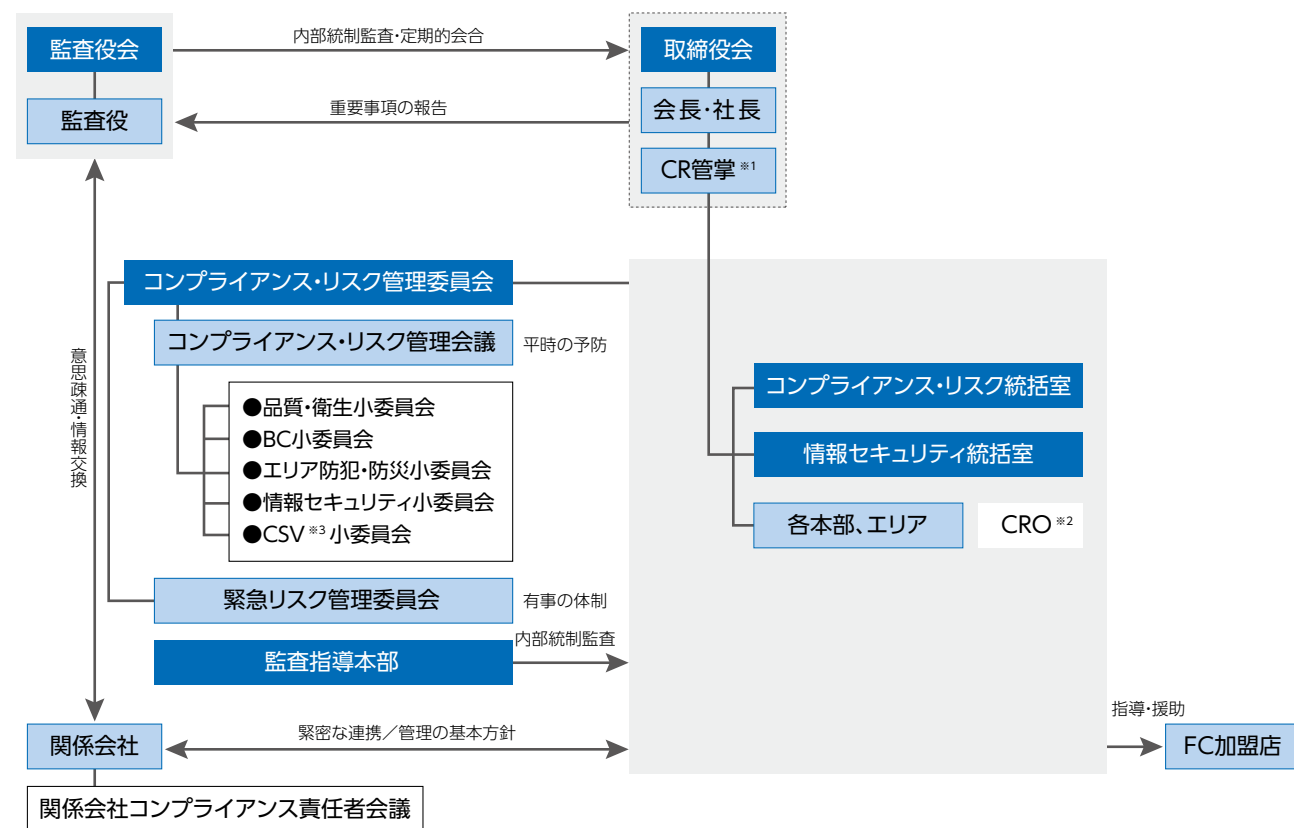 監査役会
内部統制監査・定期的会合
取締役会
監査役
重要事項の報告
会長・社長
CR管掌 ※1
コンプライアンス・リスク管理委員会
コンプライアンス・リスク管理会議
平時の予防
意思疎通・情報交換
●品質・衛生小委員会
●BC小委員会
●エリア防犯・防災小委員会
●情報セキュリティ小委員会
●CSV ※3 小委員会
コンプライアンス・リスク統括室
情報セキュリティ統括室
各本部、エリア
CRO ※2
緊急リスク管理委員会
有事の体制
監査指導本部
内部統制監査
関係会社
緊密な連携／管理の基本方針
指導・援助
FC加盟店
関係会社コンプライアンス責任者会議